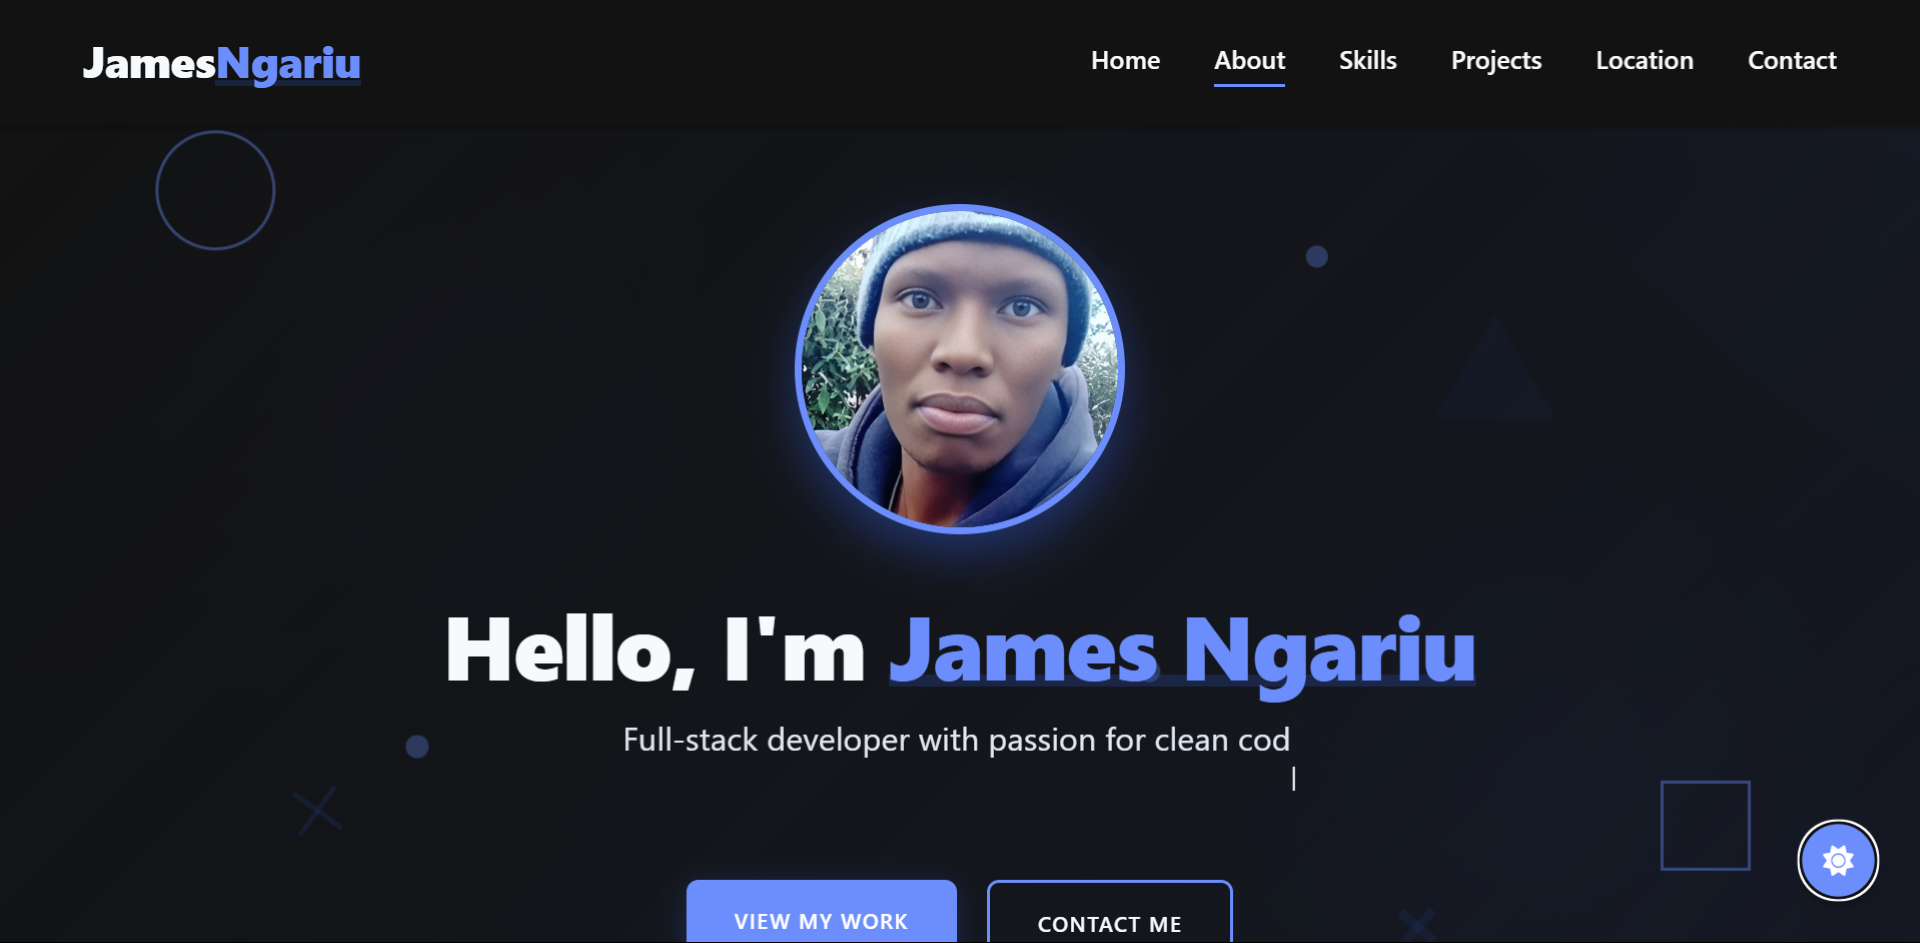 JamesNgariu
Home About Skills Projects Location Contact
Hello, I'm James Ngariu
Full-stack developer with passion for clean cod
|
VIEW MY WORK
CONTACT ME